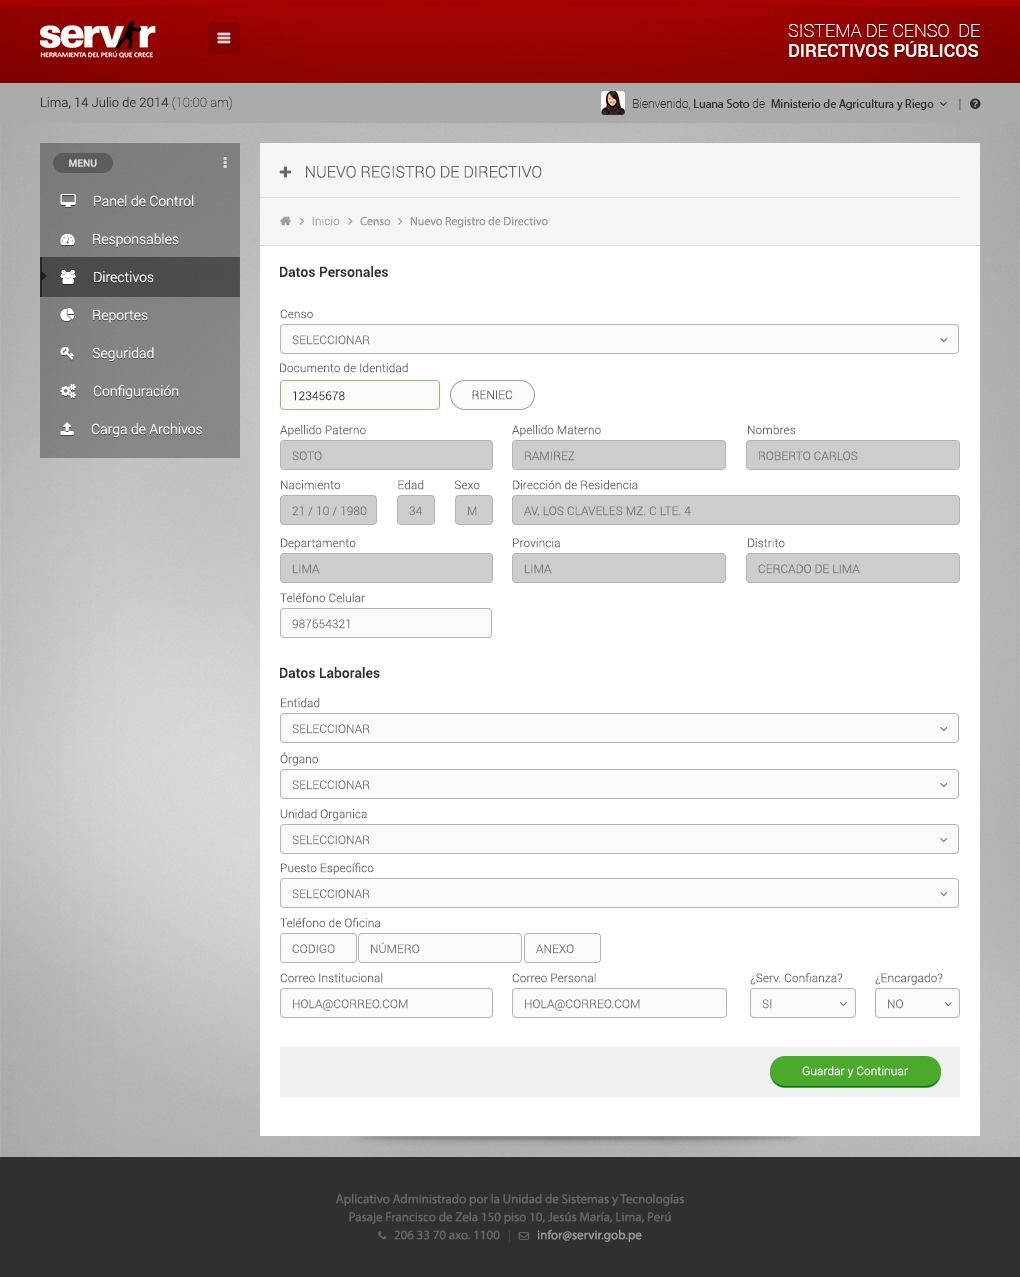 servir
HERRAMIENTA DEL PERÚ QUE CRECE
SISTEMA DE CENSO DE
DIRECTIVOS PÚBLICOS
Lima, 14 Julio de 2014 (10:00 am)
Bienvenido, Luana Soto de Ministerio de Agricultura y Riego |
MENU
Panel de Control
Responsables
Directivos
Reportes
Seguridad
Configuración
Carga de Archivos
NUEVO REGISTRO DE DIRECTIVO
Inicio > Censo > Nuevo Registro de Directivo
Datos Personales
Censo
SELECCIONAR
Documento de Identidad
12345678 RENIEC
Apellido Paterno Apellido Materno Nombres
SOTO RAMIREZ ROBERTO CARLOS
Nacimiento Edad Sexo Dirección de Residencia
21 / 10 / 1980 34 M AV. LOS CLAVELES MZ. C LTE. 4
Departamento Provincia Distrito
LIMA LIMA CERCADO DE LIMA
Teléfono Celular
987654321
Datos Laborales
Entidad
SELECCIONAR
Órgano
SELECCIONAR
Unidad Organica
SELECCIONAR
Puesto Específico
SELECCIONAR
Teléfono de Oficina
CODIGO NÚMERO ANEXO
Correo Institucional Correo Personal ¿Serv. Confianza? ¿Encargado?
HOLA@CORREO.COM HOLA@CORREO.COM SI NO
Guardar y Continuar
Aplicativo Administrado por la Unidad de Sistemas y Tecnologías
Pasaje Francisco de Zela 150 piso 10, Jesús María, Lima, Perú
206 33 70 axo. 1100 | infor@servir.gob.pe